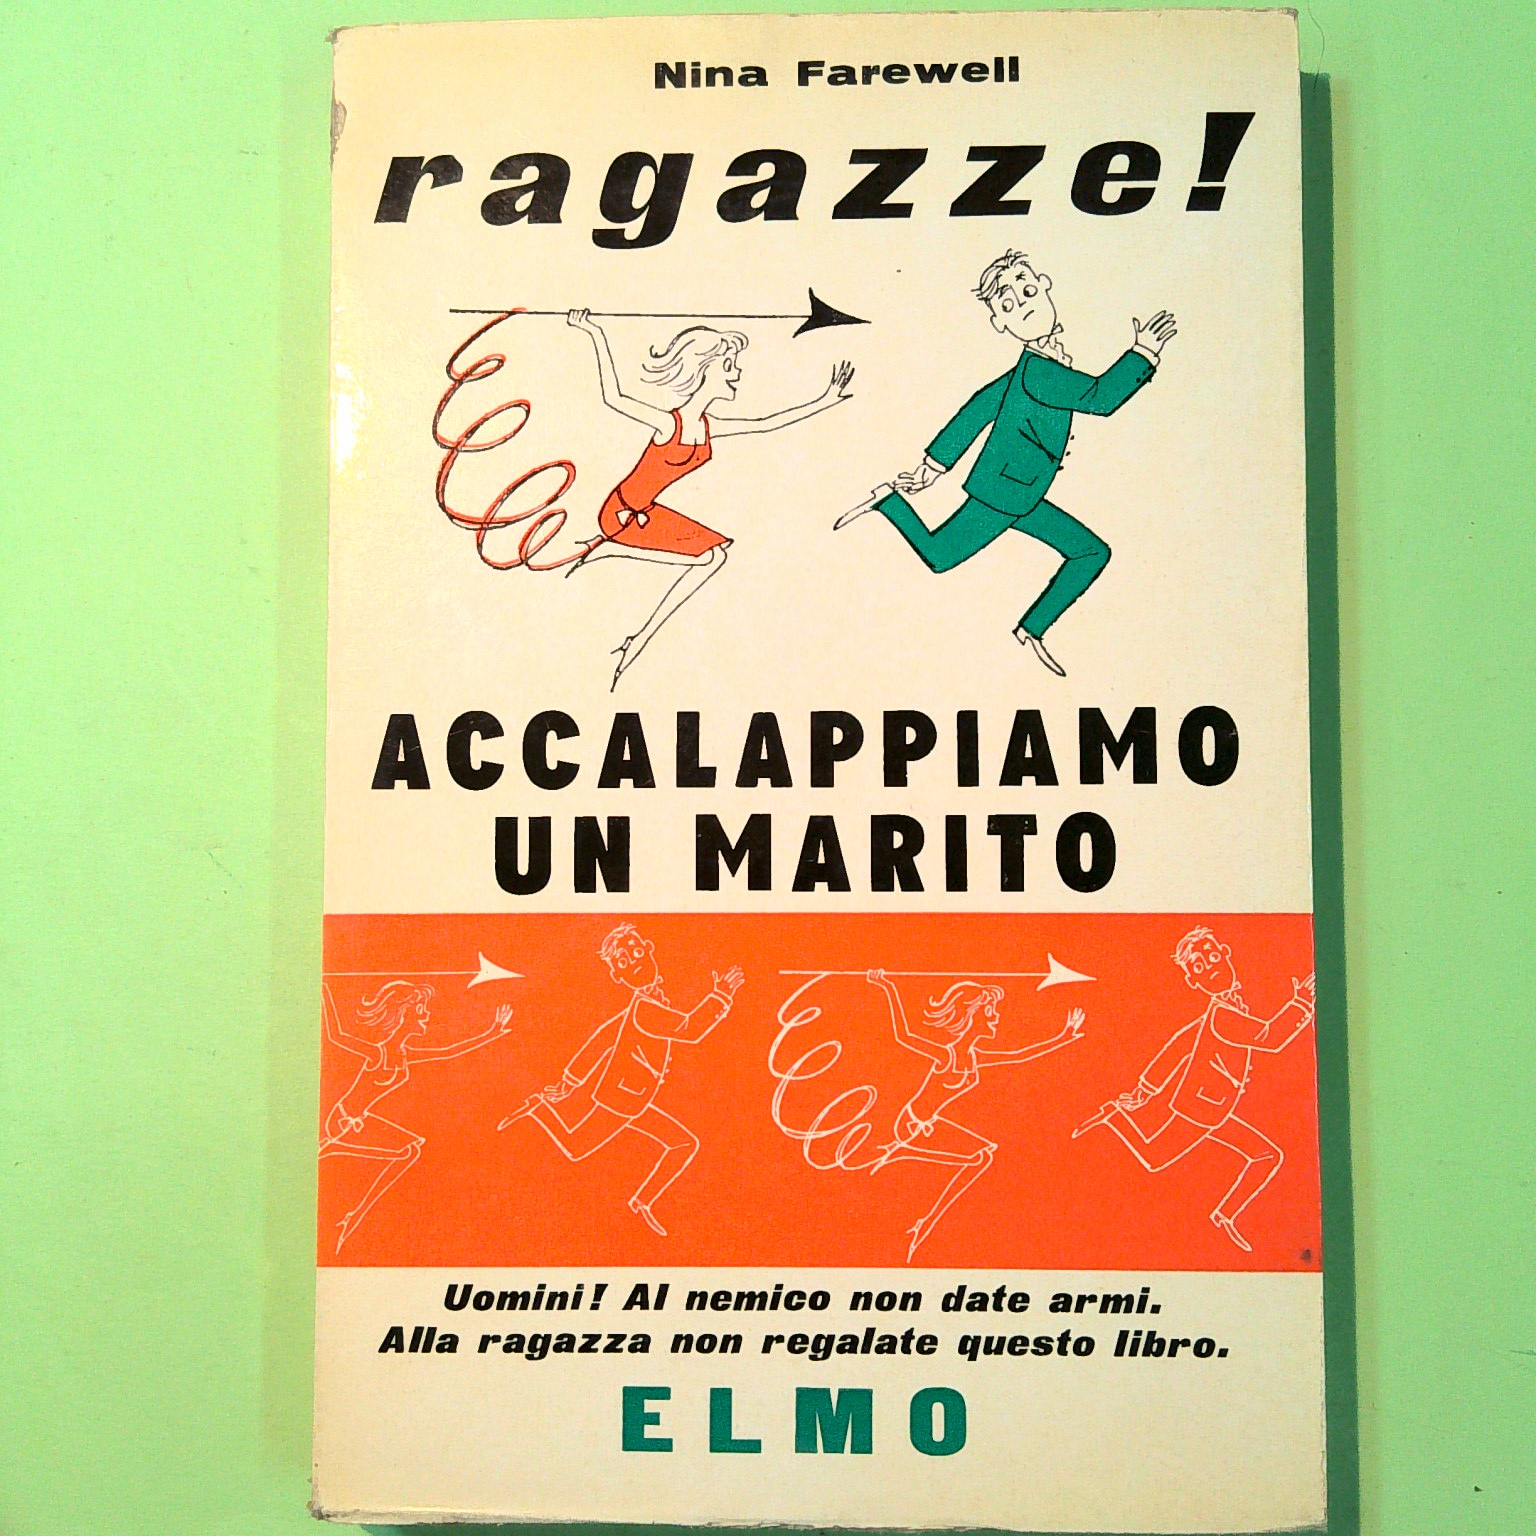 Nina Farewell
ragazze!
ACCALAPPIAMO
UN MARITO
Uomini! Al nemico non date armi.
Alla ragazza non regalate questo libro.
ELMO